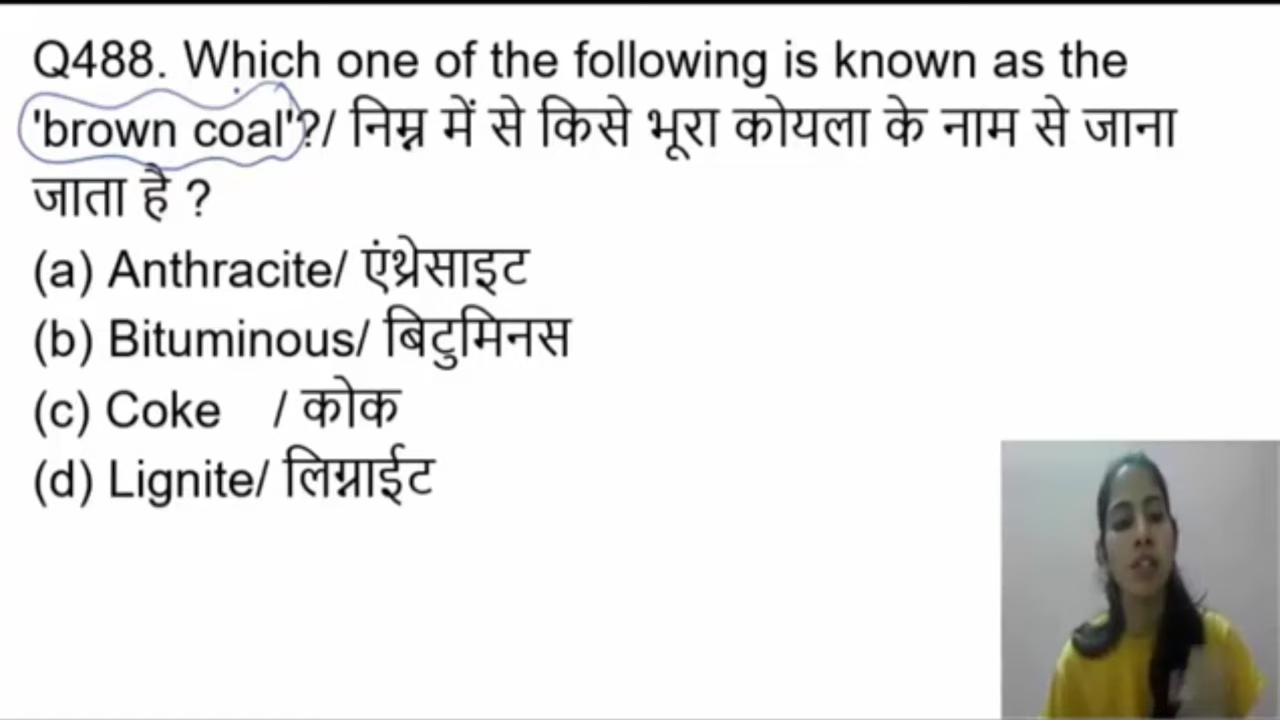 Q488. Which one of the following is known as the
'brown coal'?/ निम्न में से किसे भूरा कोयला के नाम से जाना
जाता है ?
(a) Anthracite/ एंथ्रेसाइट
(b) Bituminous/ बिटुमिनस
(c) Coke / कोक
(d) Lignite/ लिग्नाईट